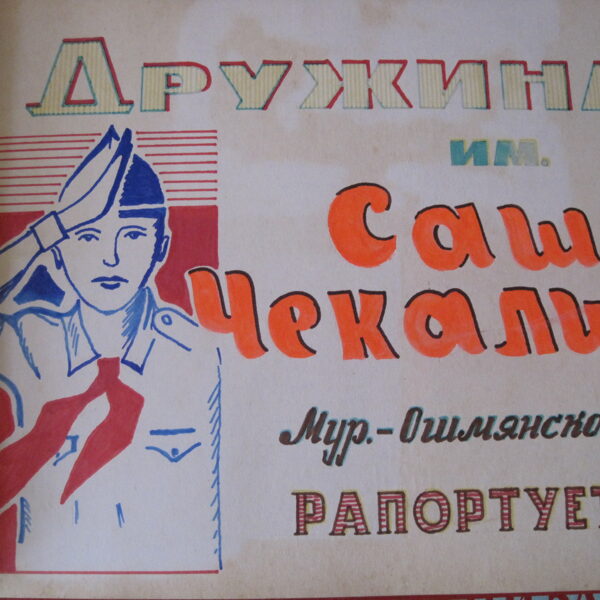 Дружина
им.
Саш
Чекали
Мур.-Ошмянско
РАПОРТУЕТ